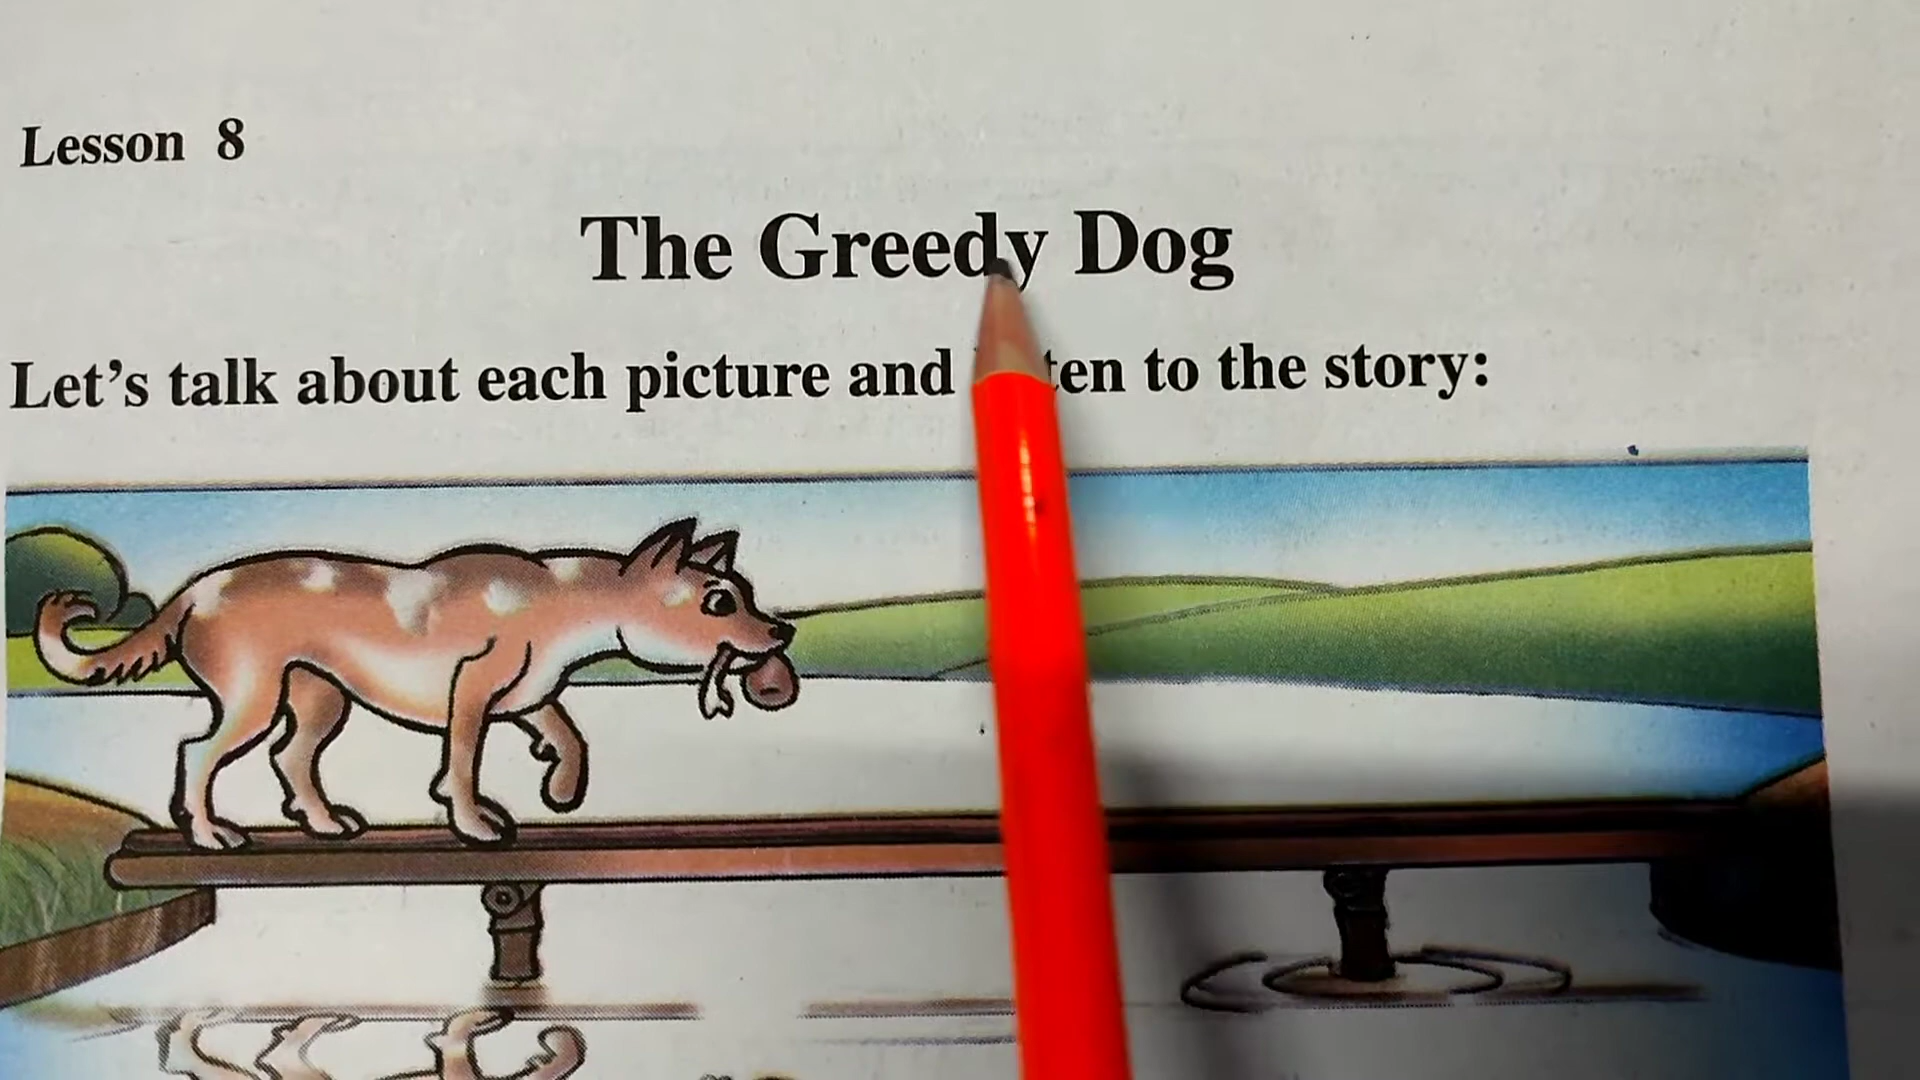 Lesson 8
The Greedy Dog
Let's talk about each picture and to the story: